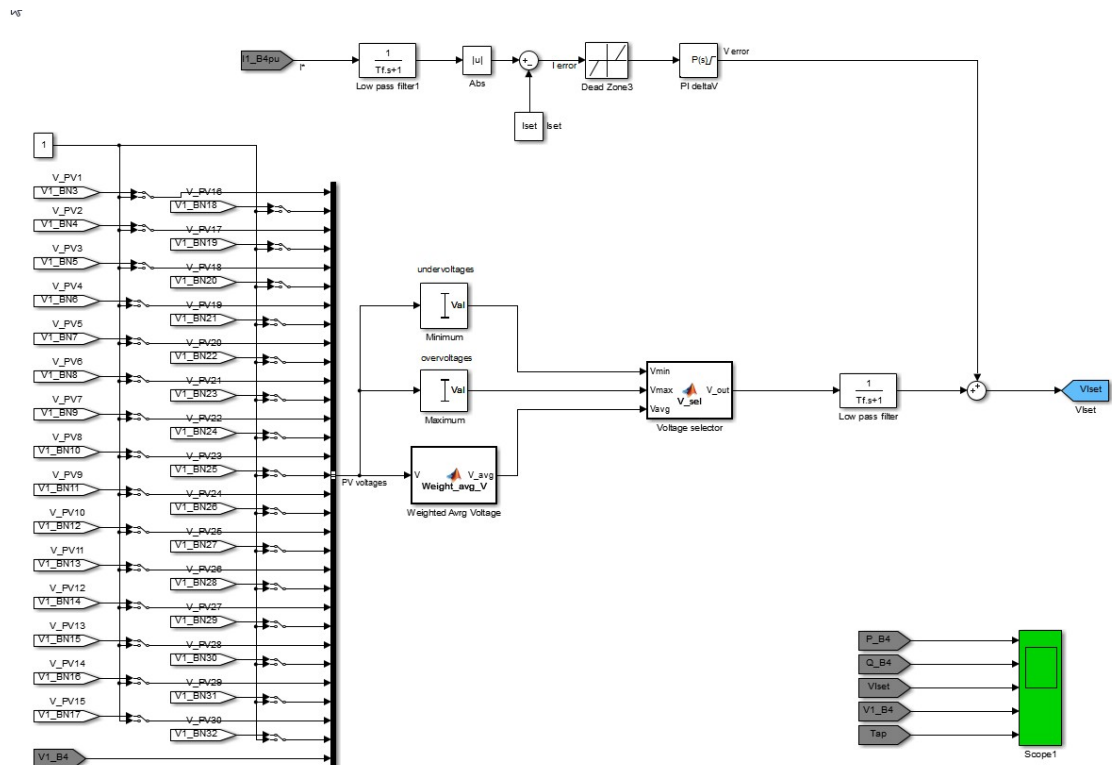 I1_B4pu
I*
1
Tf.s+1
Low pass filter1
|u|
Abs
I error
Iset
Iset
Dead Zone3
P(s)
PI deltaV
V error
1
V_PV1
V1_BN3
V_PV2
V1_BN4
V_PV3
V1_BN5
V_PV4
V1_BN6
V_PV5
V1_BN7
V_PV6
V1_BN8
V_PV7
V1_BN9
V_PV8
V1_BN10
V_PV9
V1_BN11
V_PV10
V1_BN12
V_PV11
V1_BN13
V_PV12
V1_BN14
V_PV13
V1_BN15
V_PV14
V1_BN16
V_PV15
V1_BN17
V1_B4
V_PV16
V1_BN18
V_PV17
V1_BN19
V_PV18
V1_BN20
V_PV19
V1_BN21
V_PV20
V1_BN22
V_PV21
V1_BN23
V_PV22
V1_BN24
V_PV23
V1_BN25
V_PV24
V1_BN26
V_PV25
V1_BN27
V_PV26
V1_BN28
V_PV27
V1_BN29
V_PV28
V1_BN30
V_PV29
V1_BN31
V_PV30
V1_BN32
PV voltages
undervoltages
Val
Minimum
overvoltages
Val
Maximum
V V_avg
Weight_avg_V
Weighted Avrg Voltage
Vmin
Vmax V_out
V_sel
Vavg
Voltage selector
1
Tf.s+1
Low pass filter
VIset
VIset
P_B4
Q_B4
VIset
V1_B4
Tap
Scope1